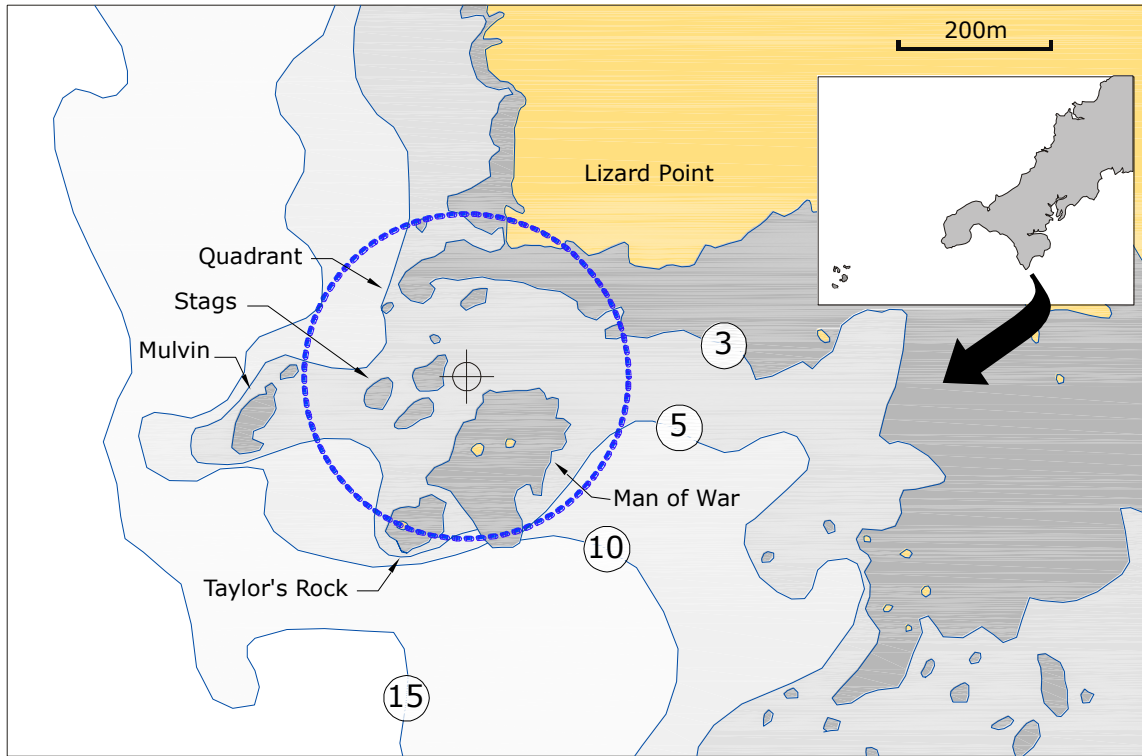 200m
Lizard Point
Quadrant
Stags
Mulvin
3
5
Man of War
10
Taylor's Rock
15